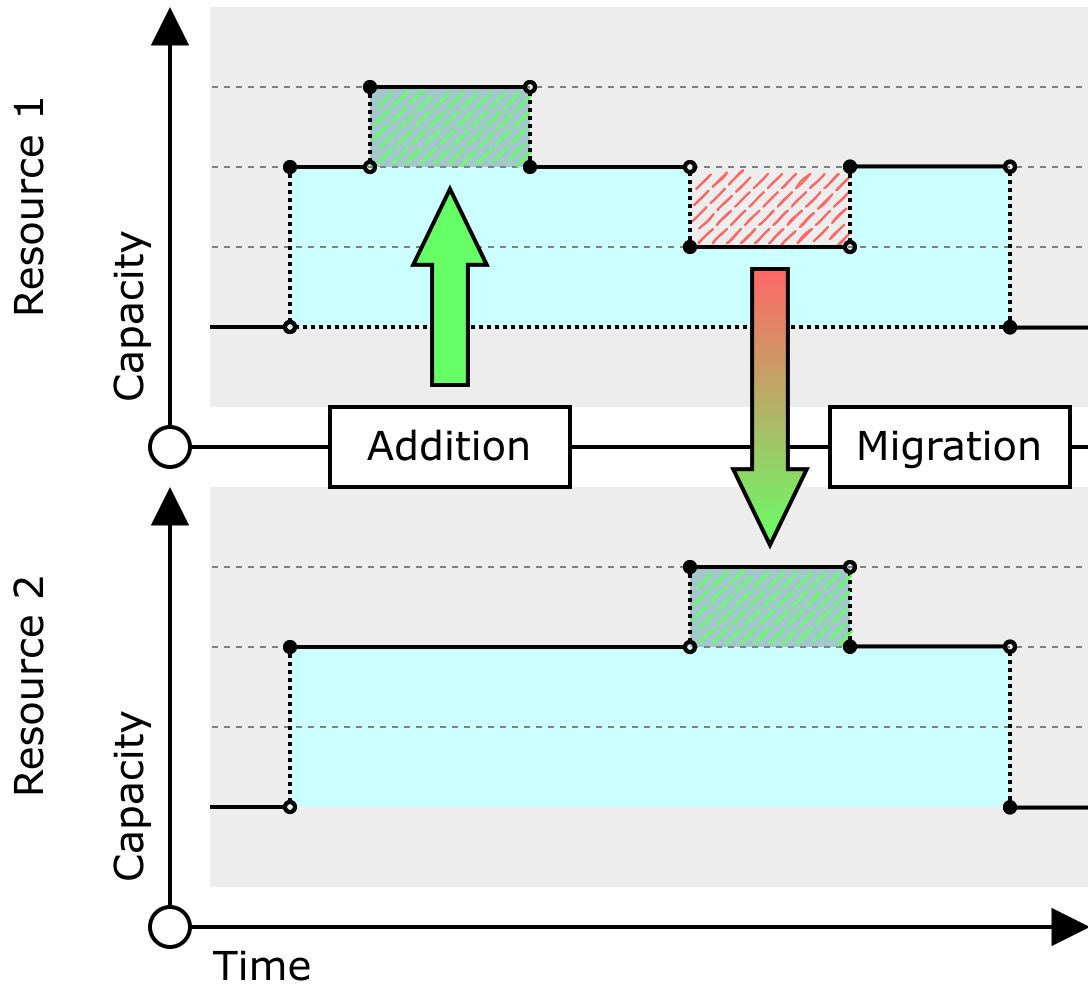 Resource 1
Capacity
Addition
Migration
Resource 2
Capacity
Time